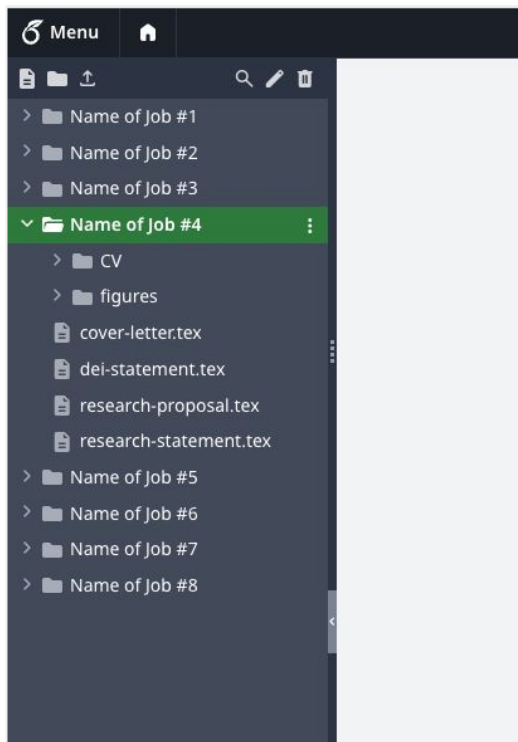 Menu
Name of Job #1
Name of Job #2
Name of Job #3
Name of Job #4
CV
figures
cover-letter.tex
dei-statement.tex
research-proposal.tex
research-statement.tex
Name of Job #5
Name of Job #6
Name of Job #7
Name of Job #8